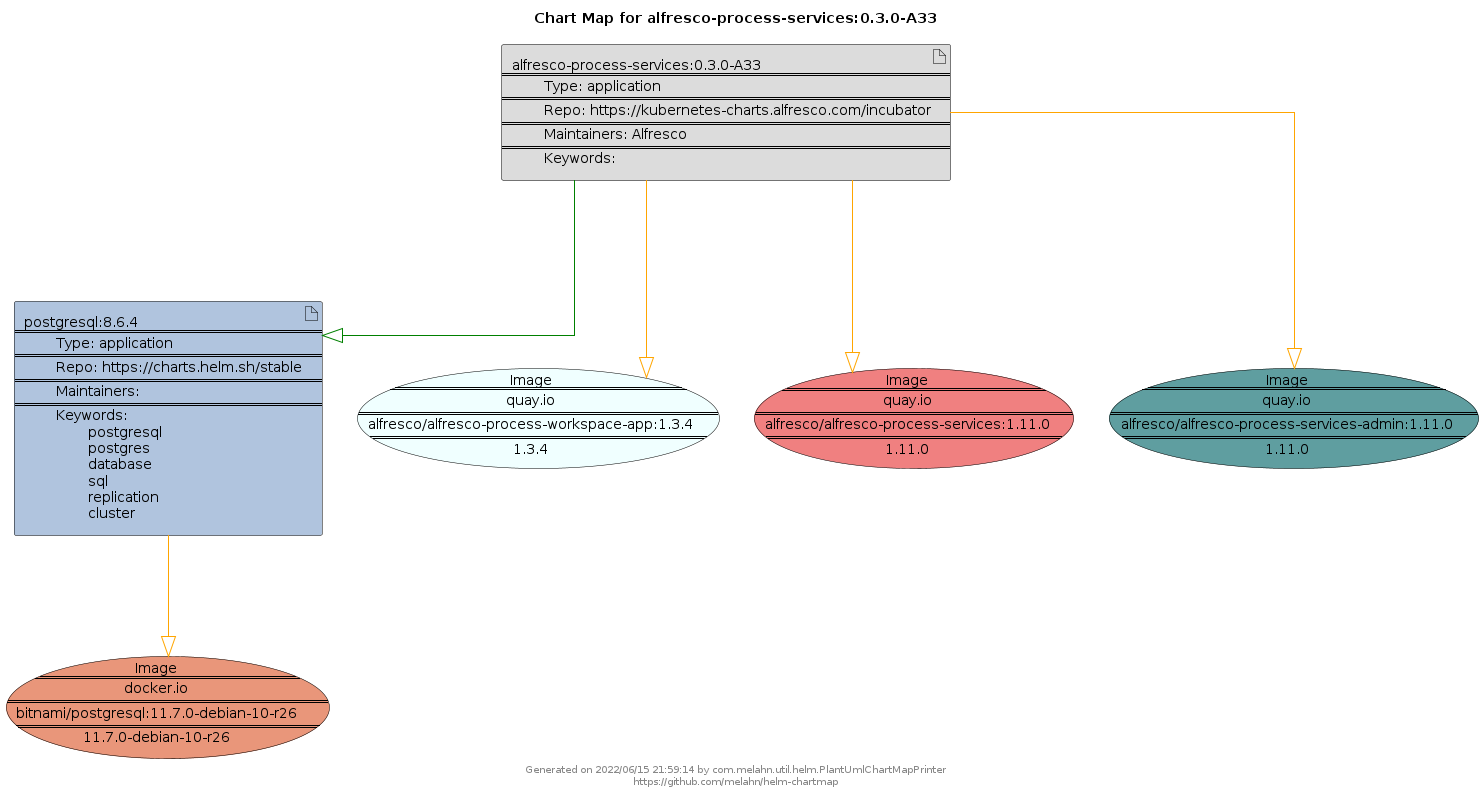 Chart Map for alfresco-process-services:0.3.0-A33
alfresco-process-services:0.3.0-A33
Type: application
Repo: https://kubernetes-charts.alfresco.com/incubator
Maintainers: Alfresco
Keywords:
postgresql:8.6.4
Type: application
Repo: https://charts.helm.sh/stable
Maintainers:
Keywords:
postgresql
postgres
database
sql
replication
cluster
Image
quay.io
alfresco/alfresco-process-workspace-app:1.3.4
1.3.4
Image
quay.io
alfresco/alfresco-process-services:1.11.0
1.11.0
Image
quay.io
alfresco/alfresco-process-services-admin:1.11.0
1.11.0
Image
docker.io
bitnami/postgresql:11.7.0-debian-10-r26
11.7.0-debian-10-r26
Generated on 2022/06/15 21:59:14 by com.melahn.util.helm.PlantUmlChartMapPrinter
https://github.com/melahn/helm-chartmap